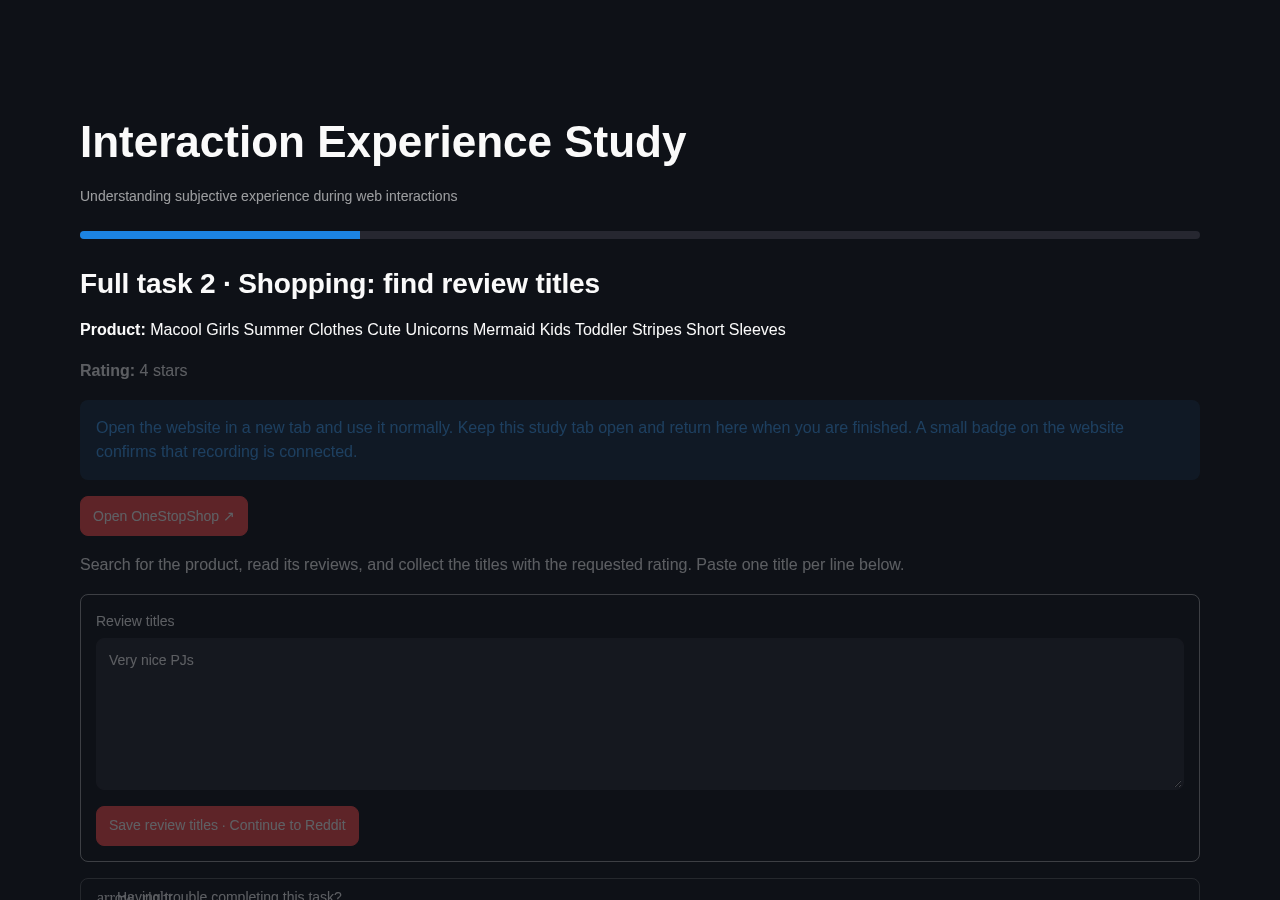 Interaction Experience Study
Understanding subjective experience during web interactions
Full task 2 · Shopping: find review titles
Product: Macool Girls Summer Clothes Cute Unicorns Mermaid Kids Toddler Stripes Short Sleeves
Rating: 4 stars
Open the website in a new tab and use it normally. Keep this study tab open and return here when you are finished. A small badge on the website
confirms that recording is connected.
Open OneStopShop ↗
Search for the product, read its reviews, and collect the titles with the requested rating. Paste one title per line below.
Review titles
Very nice PJs
Save review titles · Continue to Reddit
Having trouble completing this task?